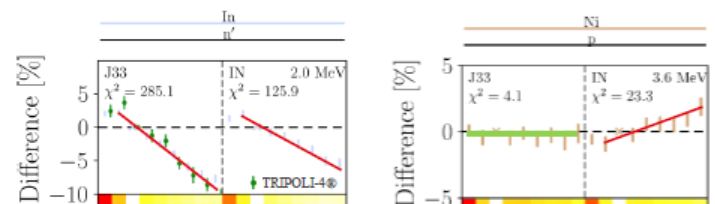 In
n′
Difference [%]
5
0
−5
−10
J33
χ² = 285.1
IN
2.0 MeV
χ² = 125.9
TRIPOLI-4®
Ni
p
Difference [%]
5
0
−5
J33
χ² = 4.1
IN
3.6 MeV
χ² = 23.3